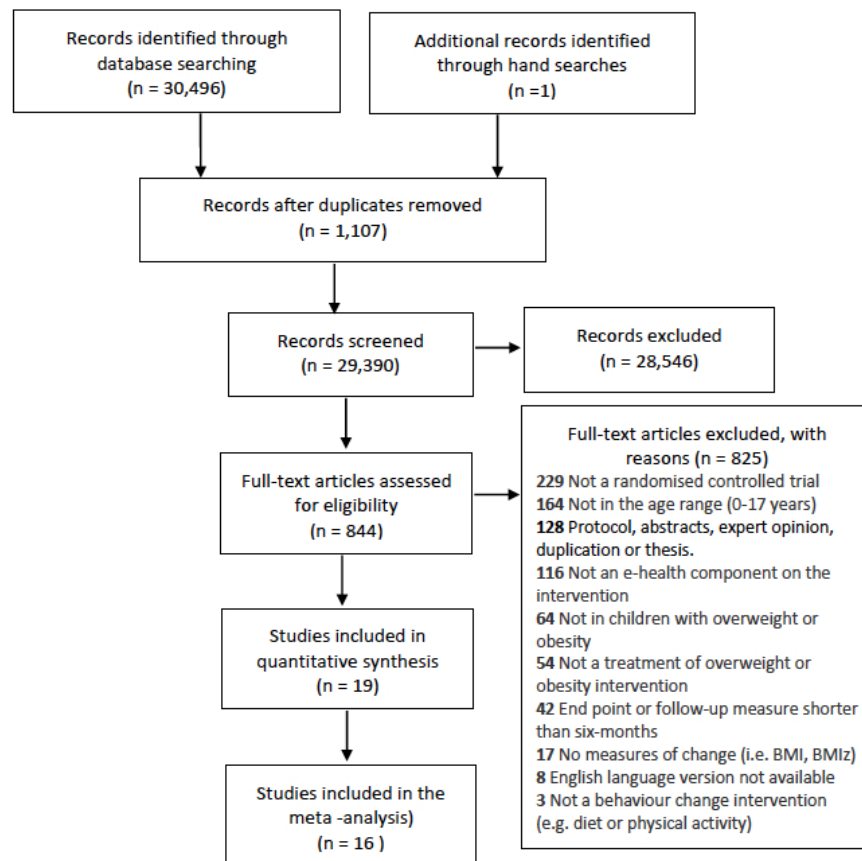 Records identified through
database searching
(n = 30,496)
Additional records identified
through hand searches
(n =1)
Records after duplicates removed
(n = 1,107)
Records screened
(n = 29,390)
Records excluded
(n = 28,546)
Full-text articles assessed
for eligibility
(n = 844)
Full-text articles excluded, with
reasons (n = 825)
229 Not a randomised controlled trial
164 Not in the age range (0-17 years)
128 Protocol, abstracts, expert opinion,
duplication or thesis.
116 Not an e-health component on the
intervention
64 Not in children with overweight or
obesity
54 Not a treatment of overweight or
obesity intervention
42 End point or follow-up measure shorter
than six-months
17 No measures of change (i.e. BMI, BMIz)
8 English language version not available
3 Not a behaviour change intervention
(e.g. diet or physical activity)
Studies included in
quantitative synthesis
(n = 19)
Studies included in the
meta -analysis)
(n = 16 )